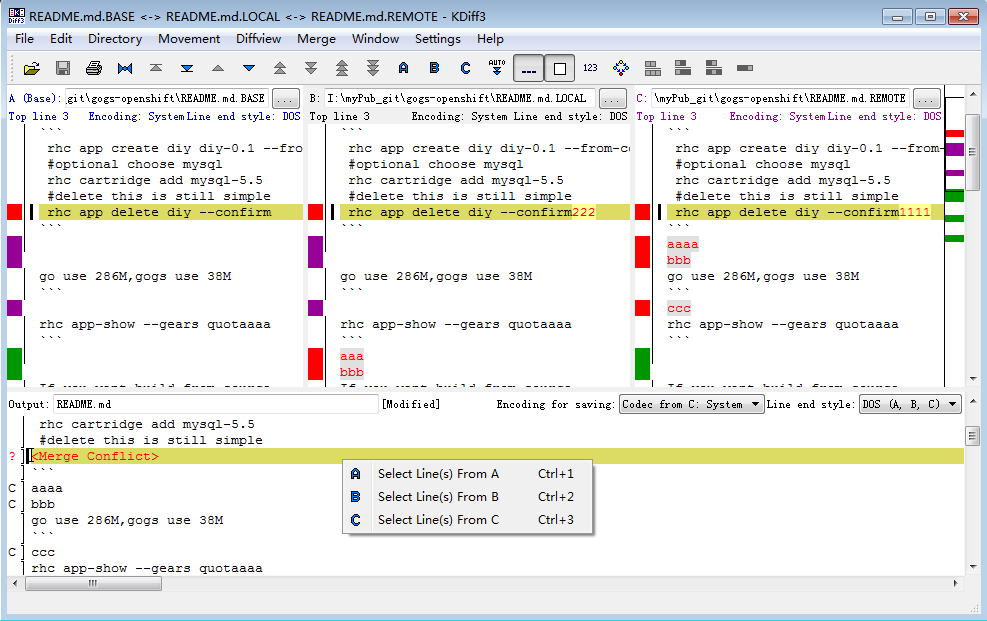 README.md.BASE <-> README.md.LOCAL <-> README.md.REMOTE - KDiff3
File Edit Directory Movement Diffview Merge Window Settings Help
A B C AUTO 123
A (Base): git\gogs-openshift\README.md.BASE ...
Top line 3 Encoding: System Line end style: DOS
```
rhc app create diy diy-0.1 --fro
#optional choose mysql
rhc cartridge add mysql-5.5
#delete this is still simple
rhc app delete diy --confirm
```
go use 286M,gogs use 38M
```
rhc app-show --gears quotaaaa
```
If you want build from source
B: I:\myPub_git\gogs-openshift\README.md.LOCAL ...
Top line 3 Encoding: System Line end style: DOS
```
rhc app create diy diy-0.1 --from-co
#optional choose mysql
rhc cartridge add mysql-5.5
#delete this is still simple
rhc app delete diy --confirm222
```
go use 286M,gogs use 38M
```
rhc app-show --gears quotaaaa
```
aaa
bbb
If you want build from source
C: \myPub_git\gogs-openshift\README.md.REMOTE ...
Top line 3 Encoding: System Line end style: DOS
```
rhc app create diy diy-0.1 --from-
#optional choose mysql
rhc cartridge add mysql-5.5
#delete this is still simple
rhc app delete diy --confirm1111
```
aaaa
bbb
go use 286M,gogs use 38M
```
ccc
rhc app-show --gears quotaaaa
```
If you want build from source
Output: README.md [Modified] Encoding for saving: Codec from C: System Line end style: DOS (A, B, C)
rhc cartridge add mysql-5.5
#delete this is still simple
? <Merge Conflict>
```
C aaaa
C bbb
go use 286M,gogs use 38M
```
C ccc
rhc app-show --gears quotaaaa
A Select Line(s) From A Ctrl+1
B Select Line(s) From B Ctrl+2
C Select Line(s) From C Ctrl+3